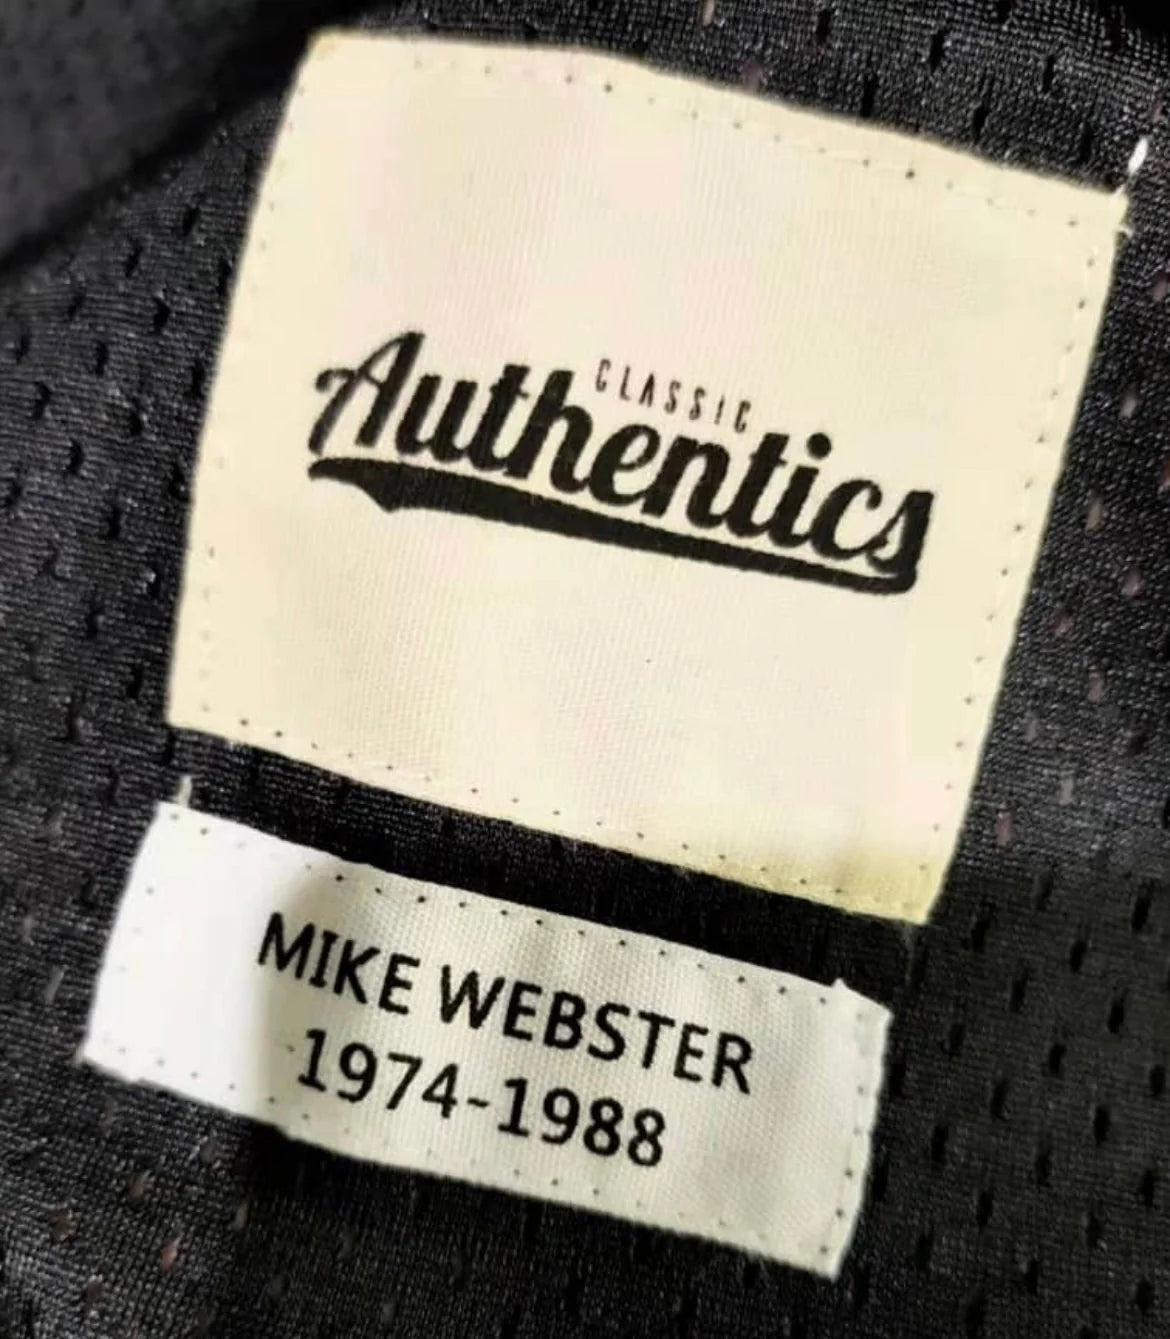 CLASSIC
Authentics
MIKE WEBSTER
1974-1988